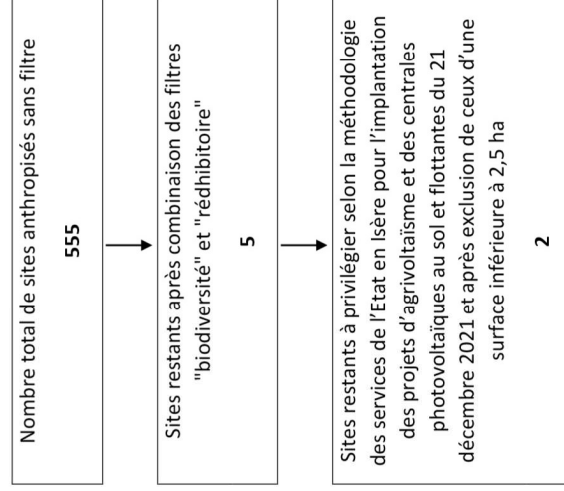 Nombre total de sites anthropisés sans filtre
555
Sites restants après combinaison des filtres
"biodiversité" et "rédhibitoire"
5
Sites restants à privilégier selon la méthodologie
des services de l'Etat en Isère pour l'implantation
des projets d'agrivoltaïsme et des centrales
photovoltaïques au sol et flottantes du 21
décembre 2021 et après exclusion de ceux d'une
surface inférieure à 2,5 ha
2